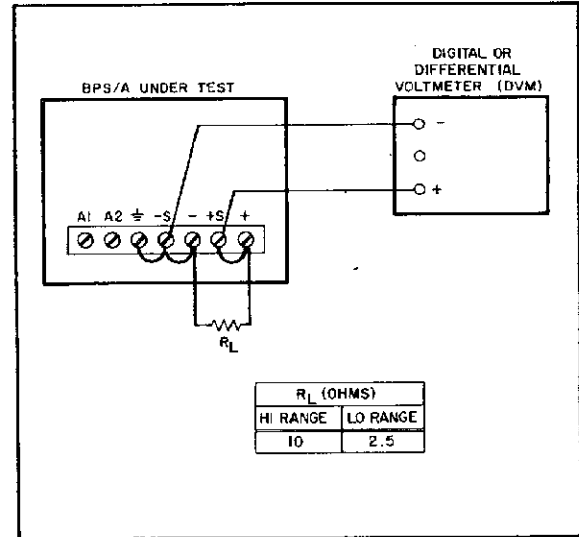 DIGITAL OR
DIFFERENTIAL
VOLTMETER (DVM)
BPS/A UNDER TEST
-
+
A1 A2 ⏚ -S - +S +
RL
RL (OHMS)
HI RANGE LO RANGE
10 2.5